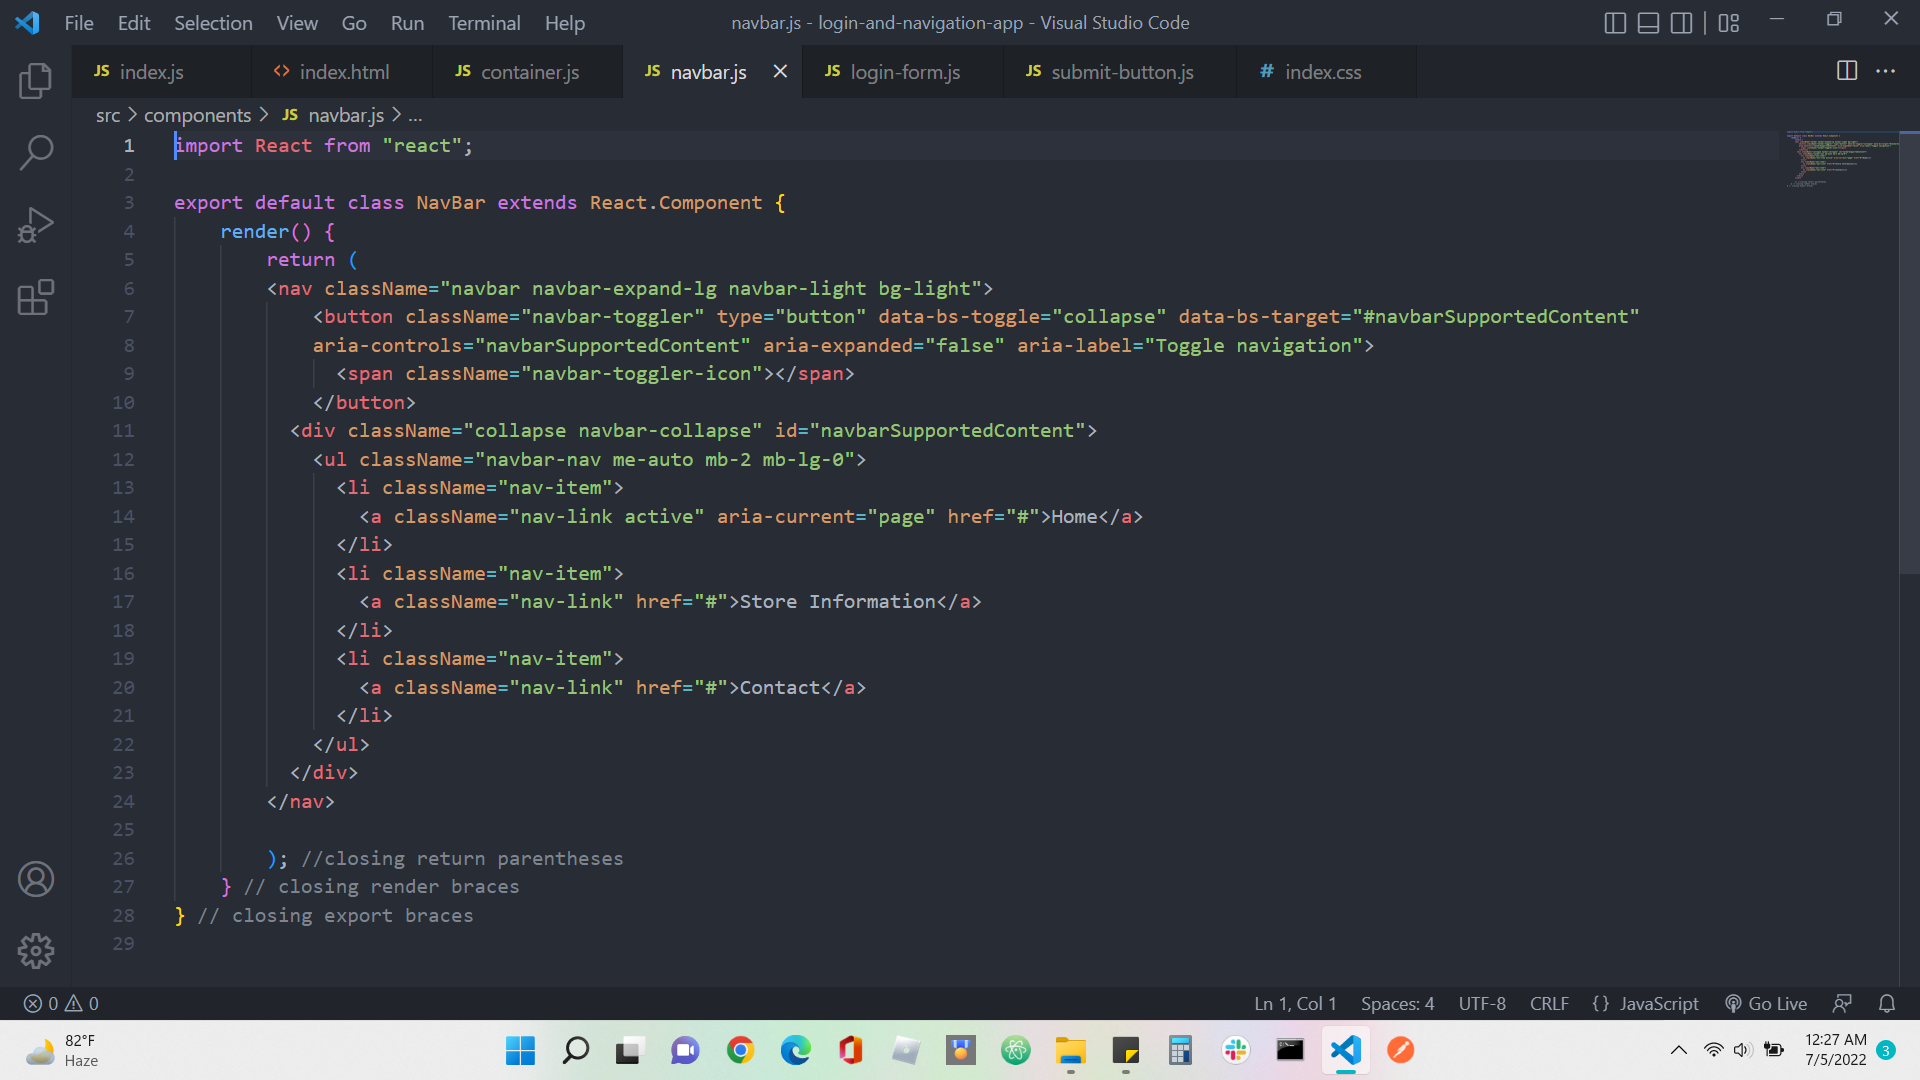 File Edit Selection View Go Run Terminal Help navbar.js - login-and-navigation-app - Visual Studio Code
JS index.js <> index.html JS container.js JS navbar.js JS login-form.js JS submit-button.js # index.css ...
src > components > JS navbar.js > ...
1 import React from "react";
2
3 export default class NavBar extends React.Component {
4 render() {
5 return (
6 <nav className="navbar navbar-expand-lg navbar-light bg-light">
7 <button className="navbar-toggler" type="button" data-bs-toggle="collapse" data-bs-target="#navbarSupportedContent"
8 aria-controls="navbarSupportedContent" aria-expanded="false" aria-label="Toggle navigation">
9 <span className="navbar-toggler-icon"></span>
10 </button>
11 <div className="collapse navbar-collapse" id="navbarSupportedContent">
12 <ul className="navbar-nav me-auto mb-2 mb-lg-0">
13 <li className="nav-item">
14 <a className="nav-link active" aria-current="page" href="#">Home</a>
15 </li>
16 <li className="nav-item">
17 <a className="nav-link" href="#">Store Information</a>
18 </li>
19 <li className="nav-item">
20 <a className="nav-link" href="#">Contact</a>
21 </li>
22 </ul>
23 </div>
24 </nav>
25
26 ); //closing return parentheses
27 } // closing render braces
28 } // closing export braces
29
0 0 Ln 1, Col 1 Spaces: 4 UTF-8 CRLF {} JavaScript Go Live
82°F
Haze
12:27 AM
7/5/2022 3